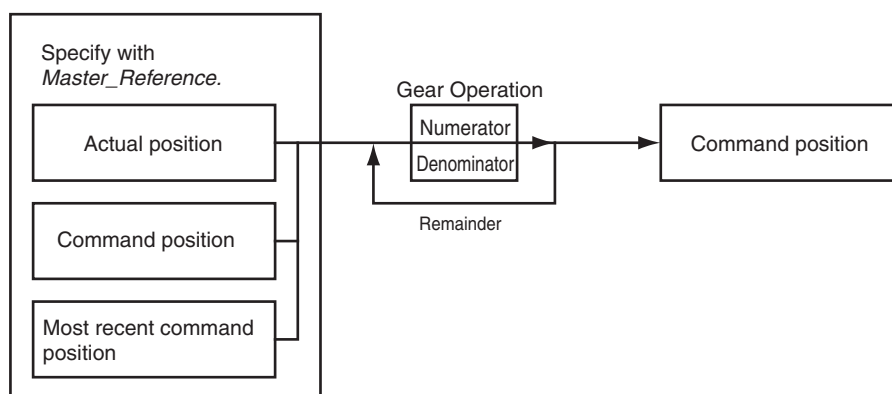 Specify with
Master_Reference.
Actual position
Command position
Most recent command
position
Gear Operation
Numerator
Denominator
Remainder
Command position